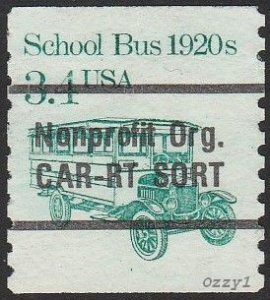 School Bus 1920s
3.4 USA
Nonprofit Org.
CAR-RT SORT
Ozzy1